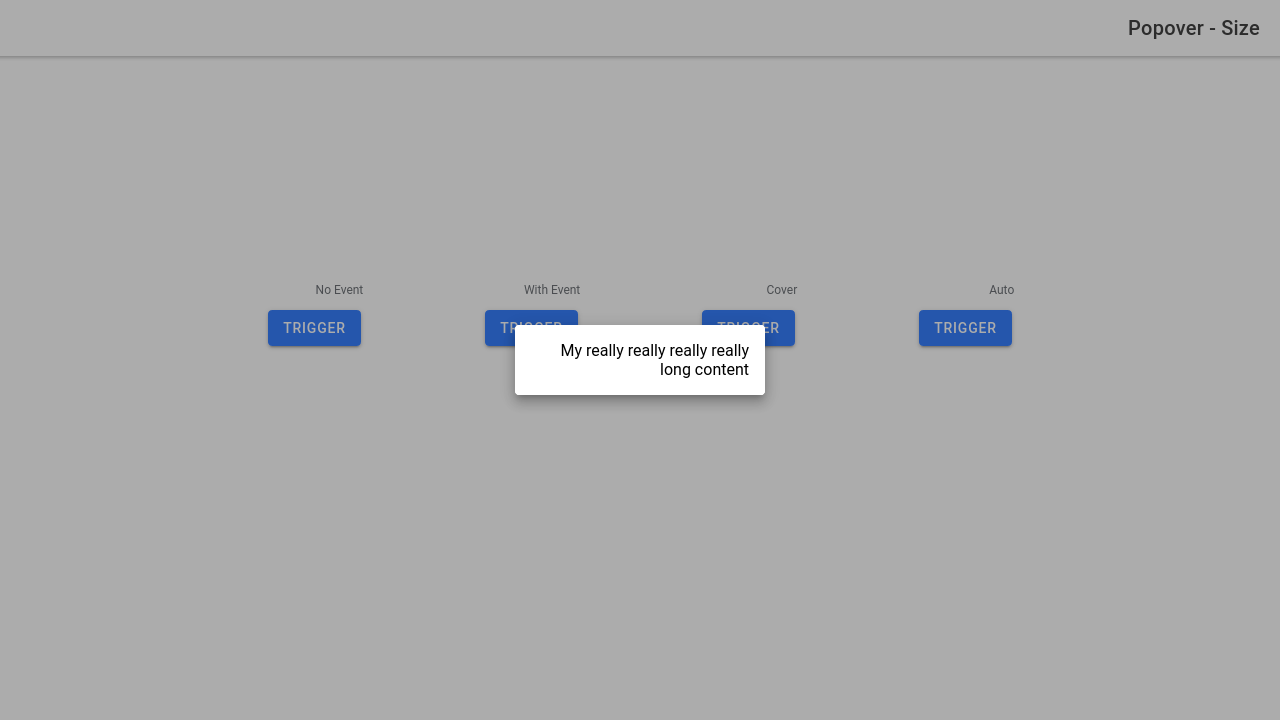 Popover - Size
No Event
With Event
Cover
Auto
TRIGGER
TRIGGER
TRIGGER
TRIGGER
My really really really really
long content